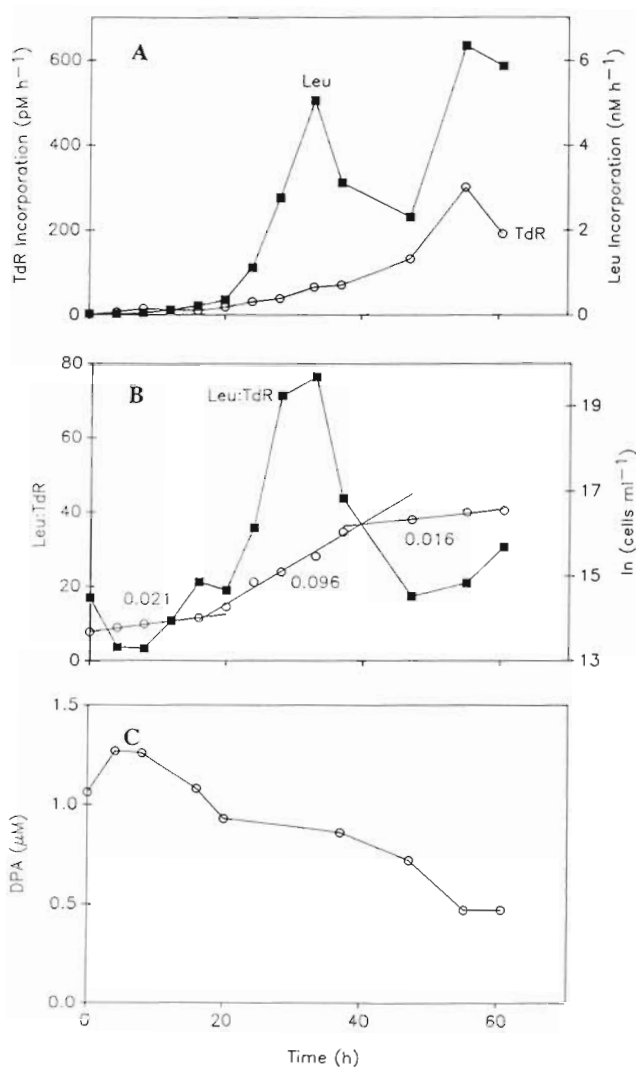 A
TdR Incorporation (pM h⁻¹)
600
400
200
0
Leu
TdR
6
4
2
0
Leu Incorporation (nM h⁻¹)
B
Leu:TdR
80
60
40
20
0
Leu:TdR
0.021
0.096
0.016
19
17
15
13
ln (cells ml⁻¹)
C
DPA (μM)
1.5
1.0
0.5
0.0
0 20 40 60
Time (h)